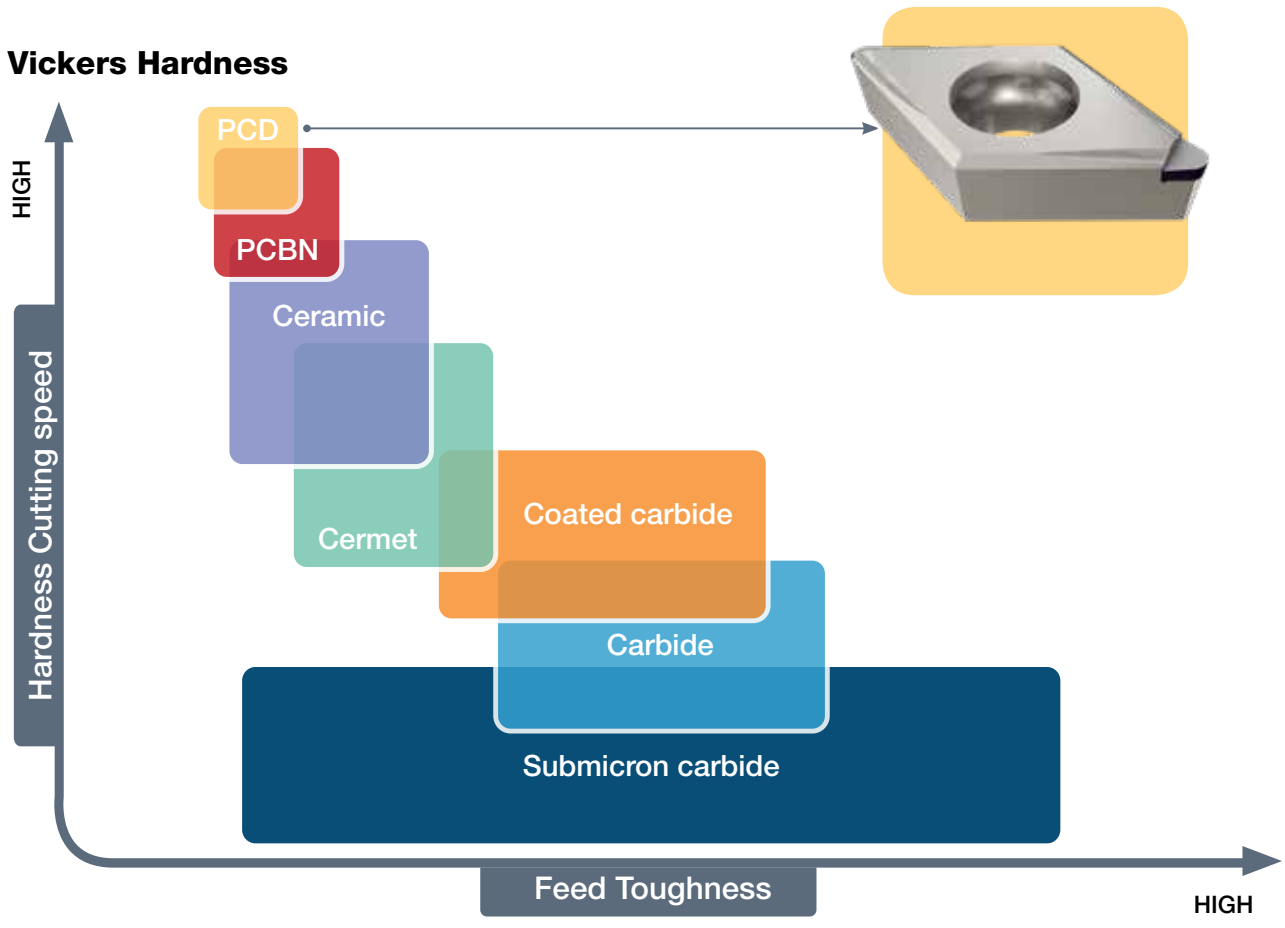 Vickers Hardness
PCD
HIGH
PCBN
Ceramic
Hardness Cutting speed
Coated carbide
Cermet
Carbide
Submicron carbide
Feed Toughness
HIGH